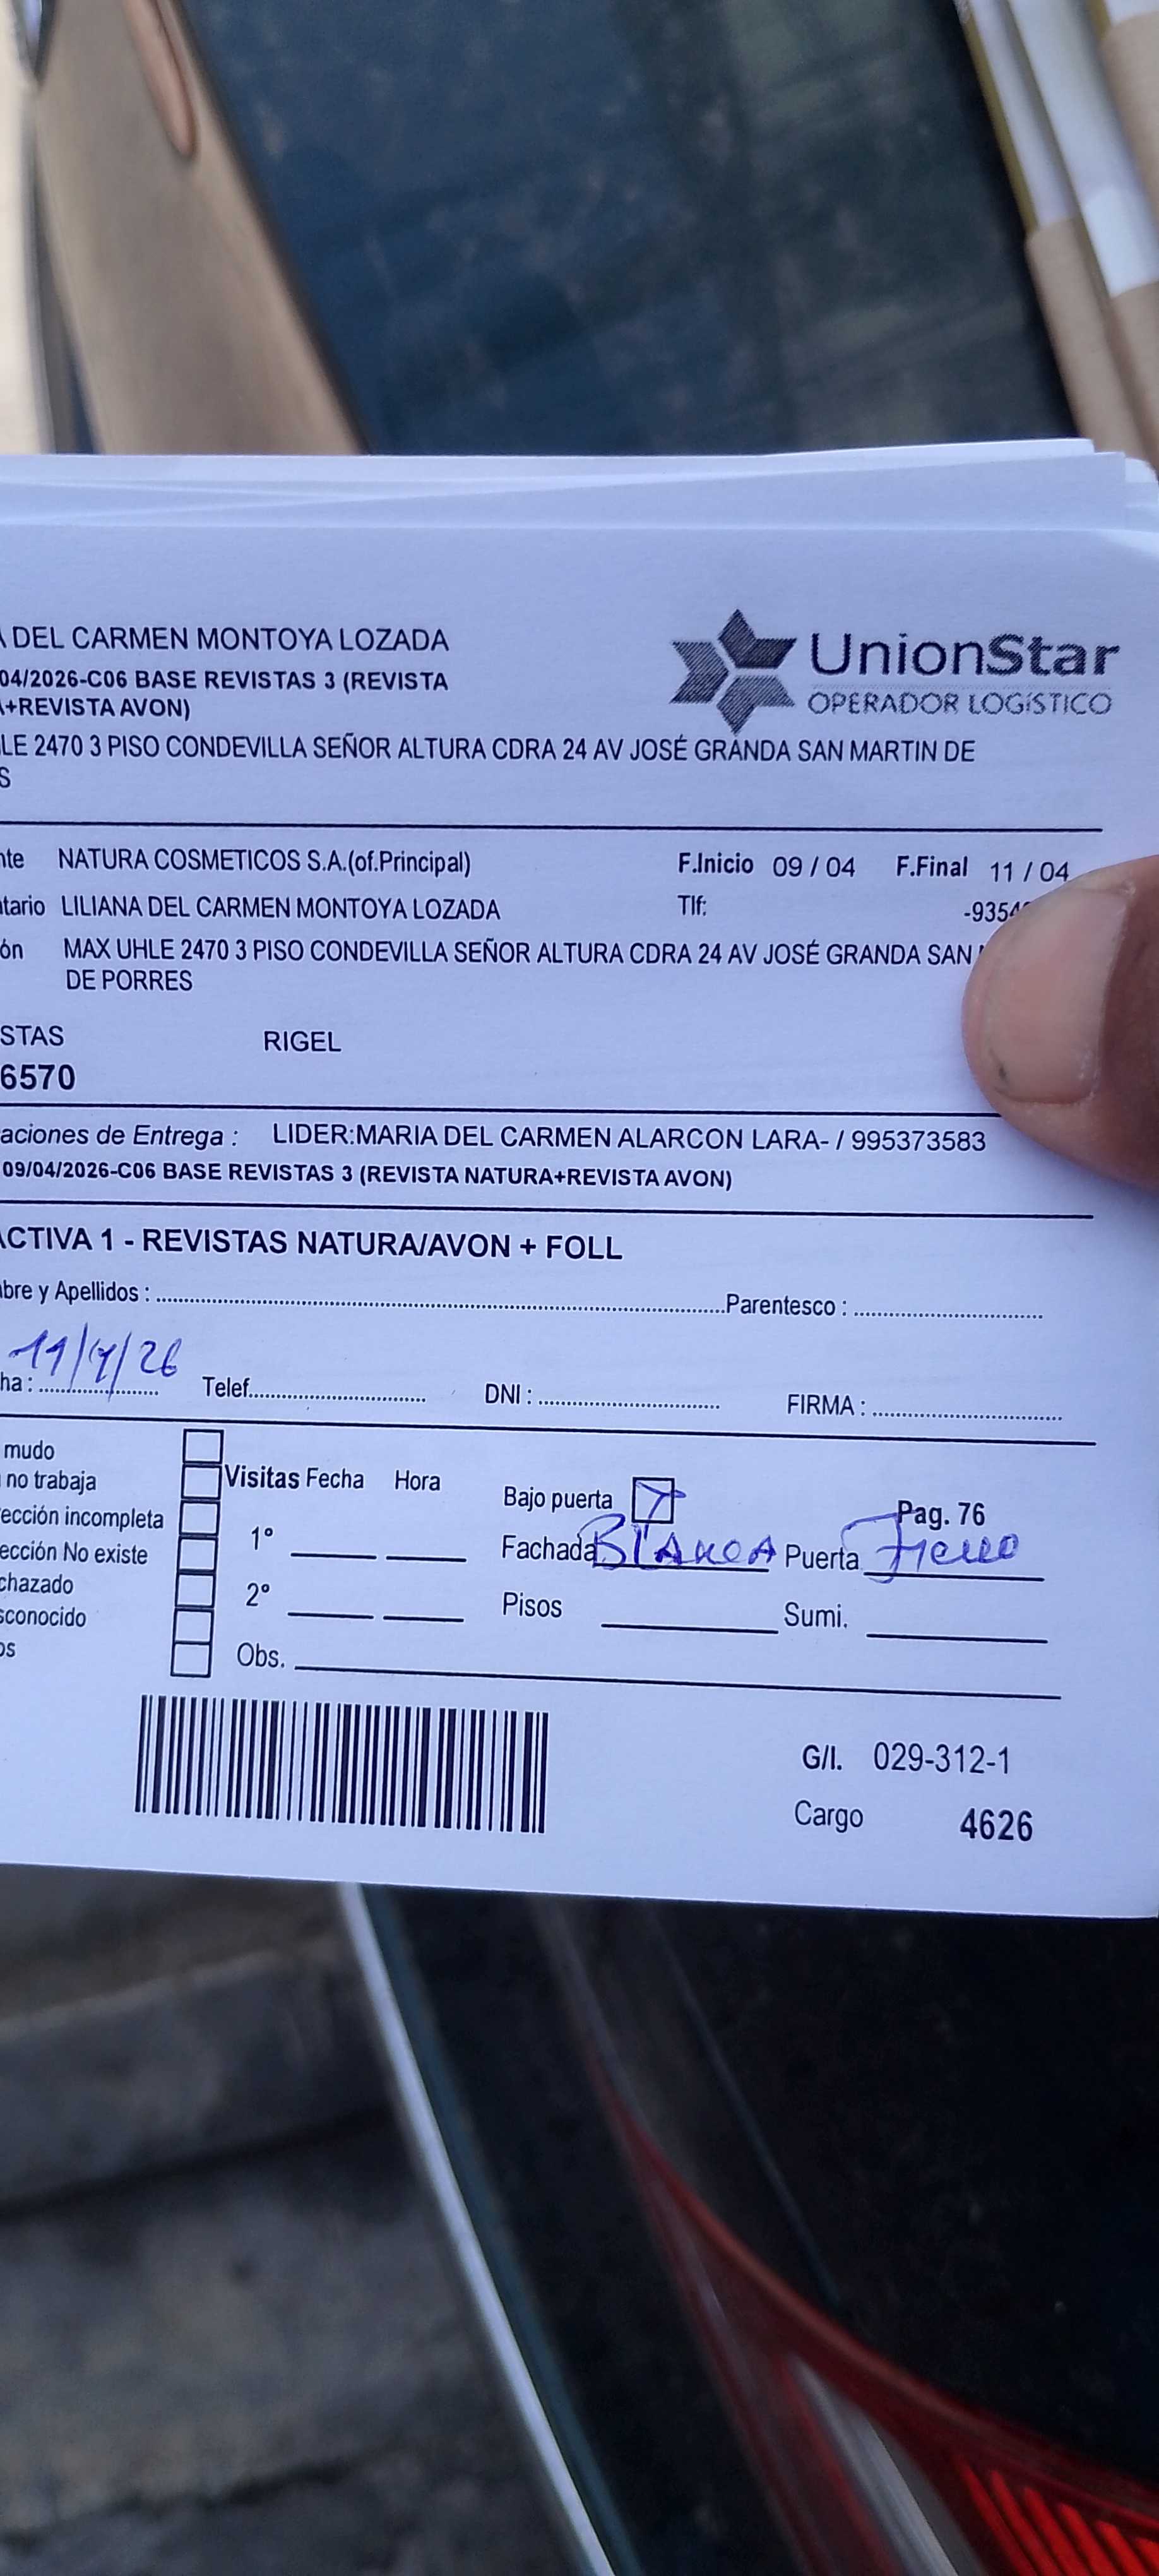 DEL CARMEN MONTOYA LOZADA
04/2026-C06 BASE REVISTAS 3 (REVISTA
+REVISTA AVON)
UnionStar
OPERADOR LOGÍSTICO
LE 2470 3 PISO CONDEVILLA SEÑOR ALTURA CDRA 24 AV JOSÉ GRANDA SAN MARTIN DE
S
nte NATURA COSMETICOS S.A.(of.Principal) F.Inicio 09 / 04 F.Final 11 / 04
tario LILIANA DEL CARMEN MONTOYA LOZADA Tlf: -9354
ón MAX UHLE 2470 3 PISO CONDEVILLA SEÑOR ALTURA CDRA 24 AV JOSÉ GRANDA SAN
DE PORRES
STAS RIGEL
6570
aciones de Entrega : LIDER:MARIA DEL CARMEN ALARCON LARA- / 995373583
09/04/2026-C06 BASE REVISTAS 3 (REVISTA NATURA+REVISTA AVON)
ACTIVA 1 - REVISTAS NATURA/AVON + FOLL
bre y Apellidos : Parentesco :
ha : 11/4/26 Telef. DNI : FIRMA :
mudo
no trabaja Visitas Fecha Hora Bajo puerta Pag. 76
ección incompleta 1° Fachada BLANCA Puerta Fierro
ección No existe
chazado 2° Pisos Sumi.
sconocido
os Obs.
G/I. 029-312-1
Cargo 4626